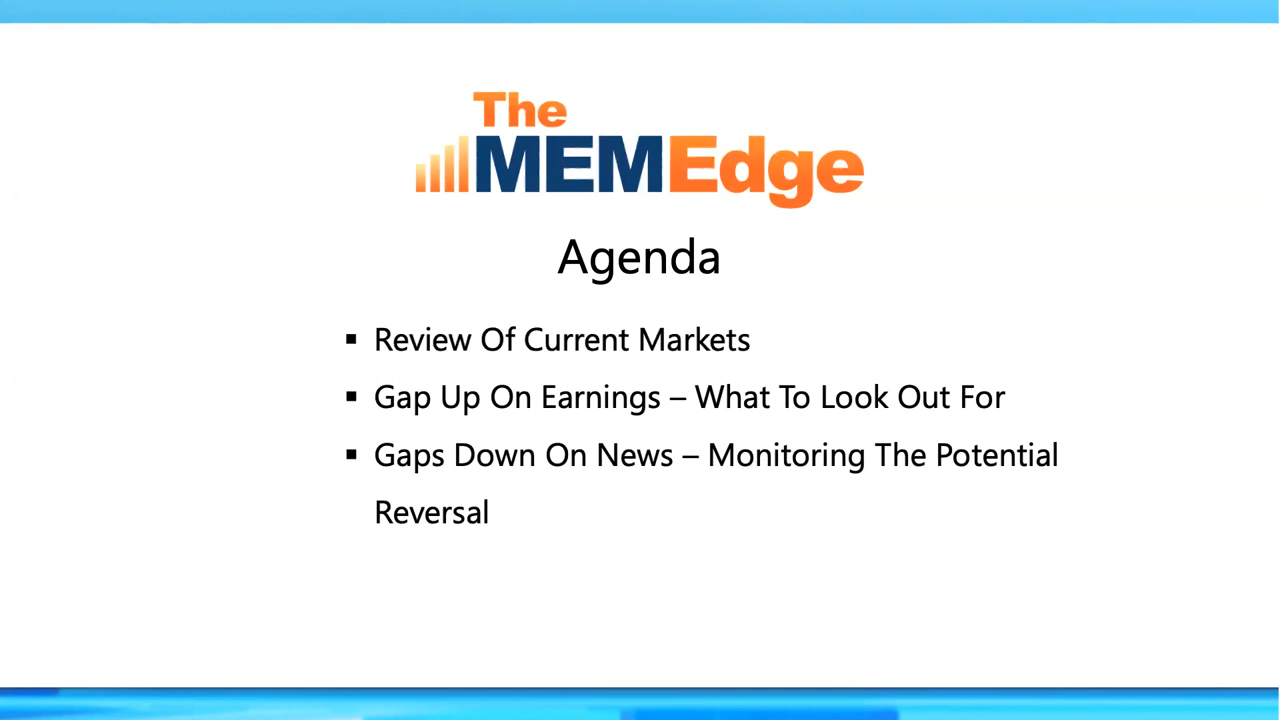 The
MEMEdge
Agenda
▪ Review Of Current Markets
▪ Gap Up On Earnings – What To Look Out For
▪ Gaps Down On News – Monitoring The Potential
Reversal